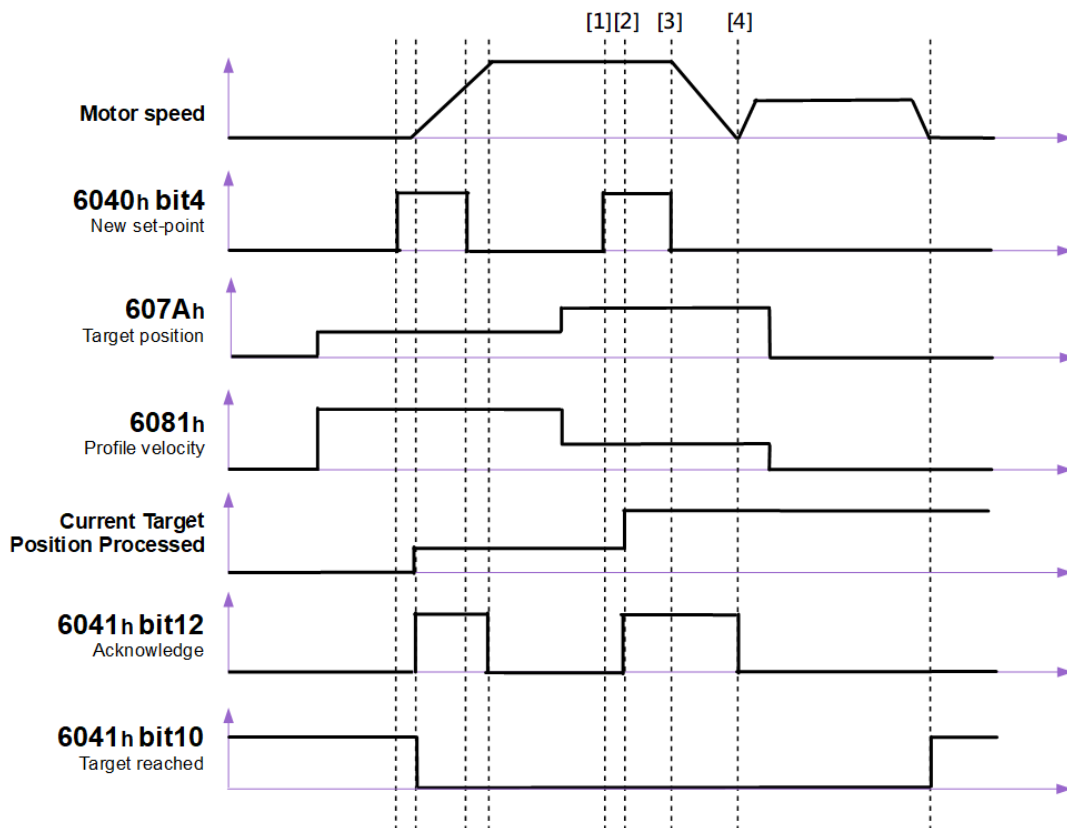 [1] [2] [3] [4]
Motor speed
6040h bit4
New set-point
607Ah
Target position
6081h
Profile velocity
Current Target
Position Processed
6041h bit12
Acknowledge
6041h bit10
Target reached